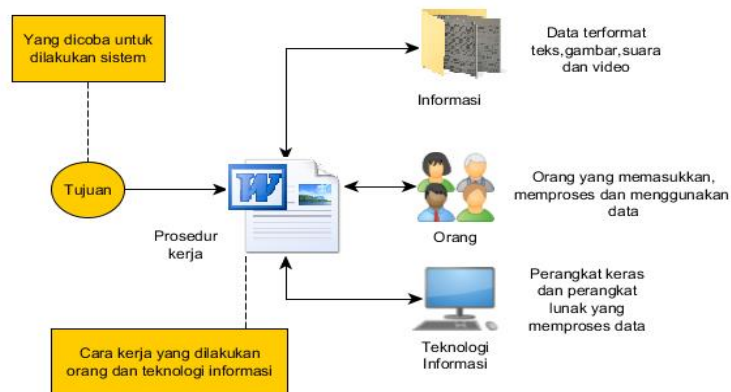 Yang dicoba untuk
dilakukan sistem
Tujuan
Prosedur
kerja
W
Cara kerja yang dilakukan
orang dan teknologi informasi
Informasi
Data terformat
teks,gambar,suara
dan video
Orang
Orang yang memasukkan,
memproses dan menggunakan
data
Teknologi
Informasi
Perangkat keras
dan perangkat
lunak yang
memproses data